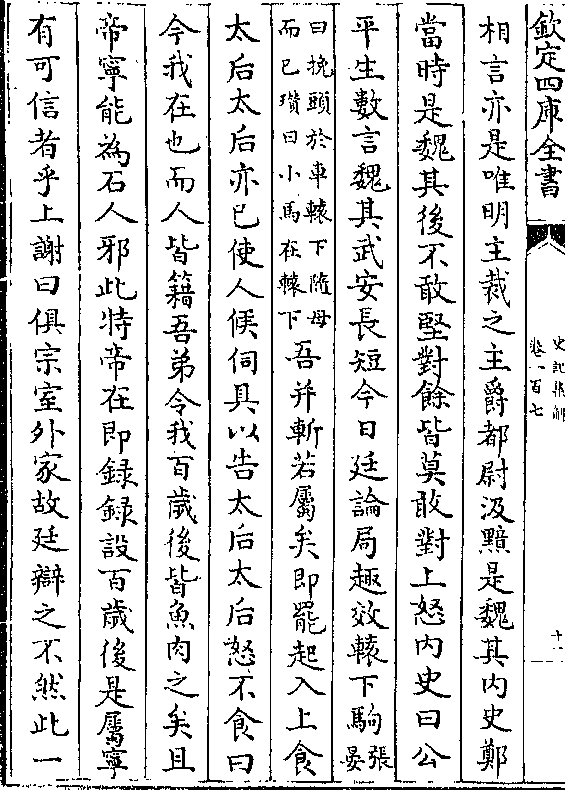 欽定四庫全書
史記集解
卷一百七
十一
相言亦是唯明主裁之主爵都尉汲黯是魏其内史鄭
當時是魏其後不敢堅對餘皆莫敢對上怒内史曰公
平生數言魏其武安長短今日廷論局趣效轅下駒張晏
曰挽頭於車轅下隨母
而已瓚曰小馬在轅下
吾并斬若屬矣即罷起入上食
太后太后亦已使人候伺具以告太后太后怒不食曰
今我在也而人皆籍吾弟令我百歲後皆魚肉之矣且
帝寧能為石人邪此特帝在即録録設百歲後是屬寧
有可信者乎上謝曰俱宗室外家故廷辯之不然此一